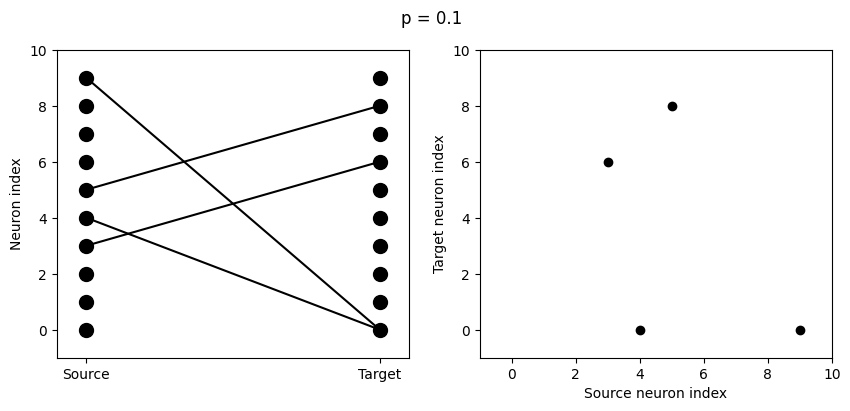 p = 0.1
Neuron index
10
8
6
4
2
0
Source Target
Target neuron index
10
8
6
4
2
0
0 2 4 6 8 10
Source neuron index